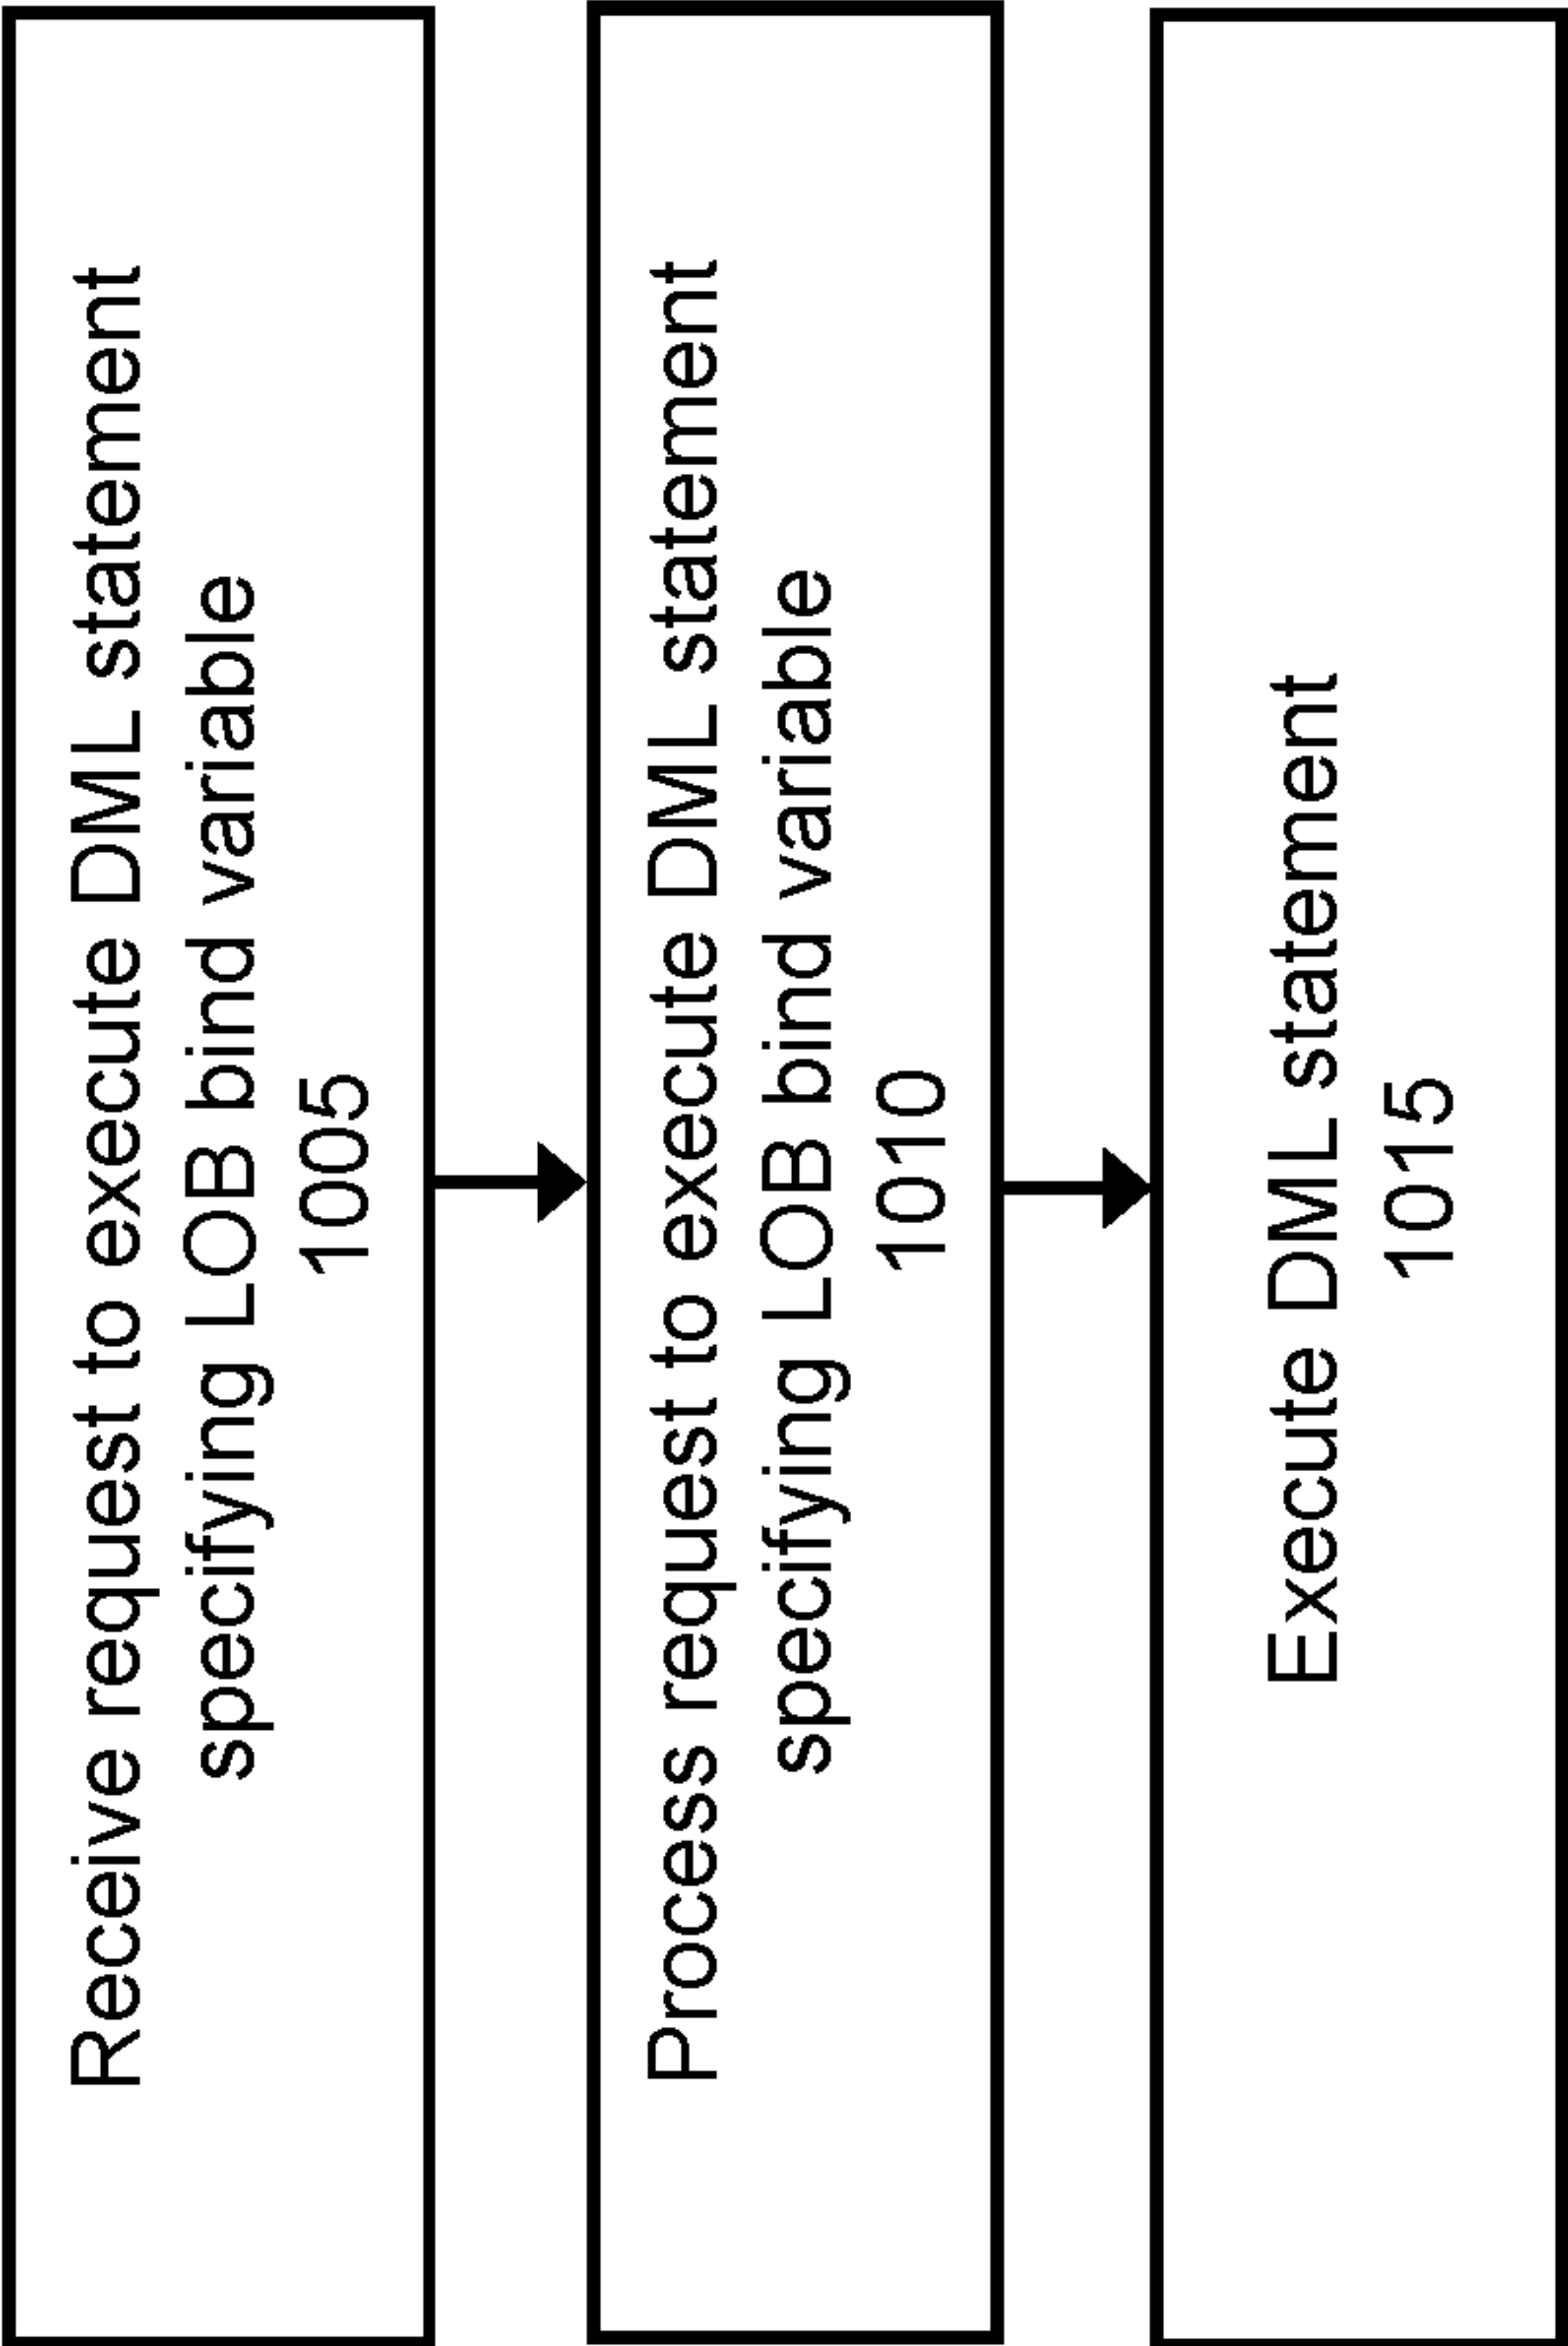 Receive request to execute DML statement
specifying LOB bind variable
1005
Process request to execute DML statement
specifying LOB bind variable
1010
Execute DML statement
1015